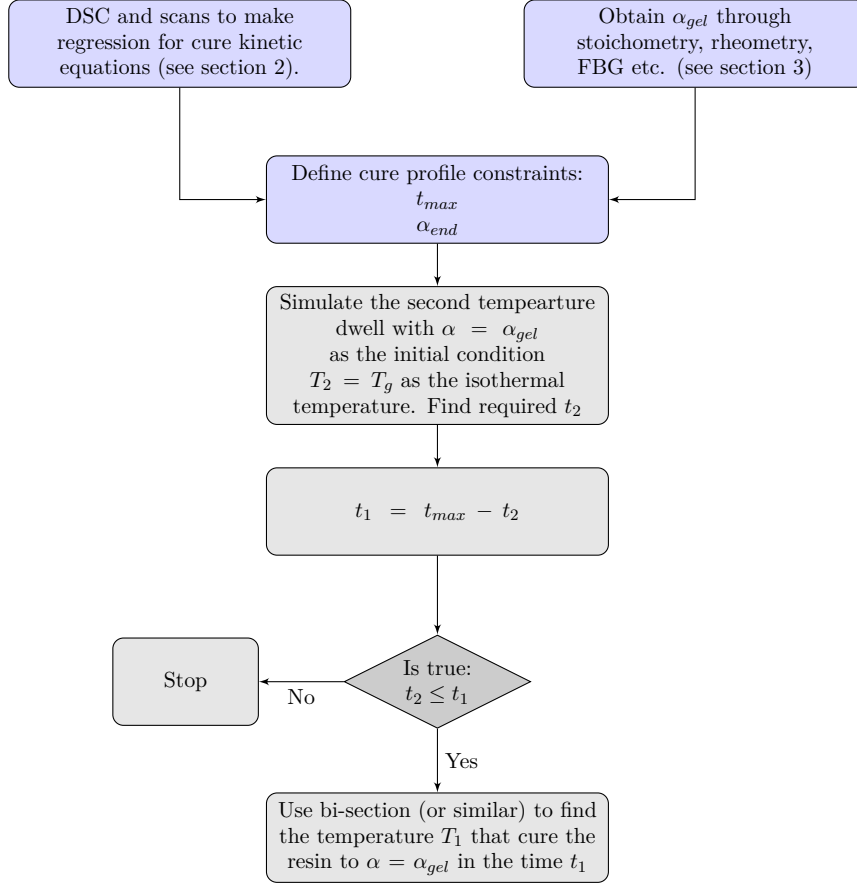 DSC and scans to make
regression for cure kinetic
equations (see section 2).
Obtain α_gel through
stoichometry, rheometry,
FBG etc. (see section 3)
Define cure profile constraints:
t_max
α_end
Simulate the second tempearture
dwell with α = α_gel
as the initial condition
T_2 = T_g as the isothermal
temperature. Find required t_2
t_1 = t_max − t_2
Is true:
t_2 ≤ t_1
Stop
No
Yes
Use bi-section (or similar) to find
the temperature T_1 that cure the
resin to α = α_gel in the time t_1